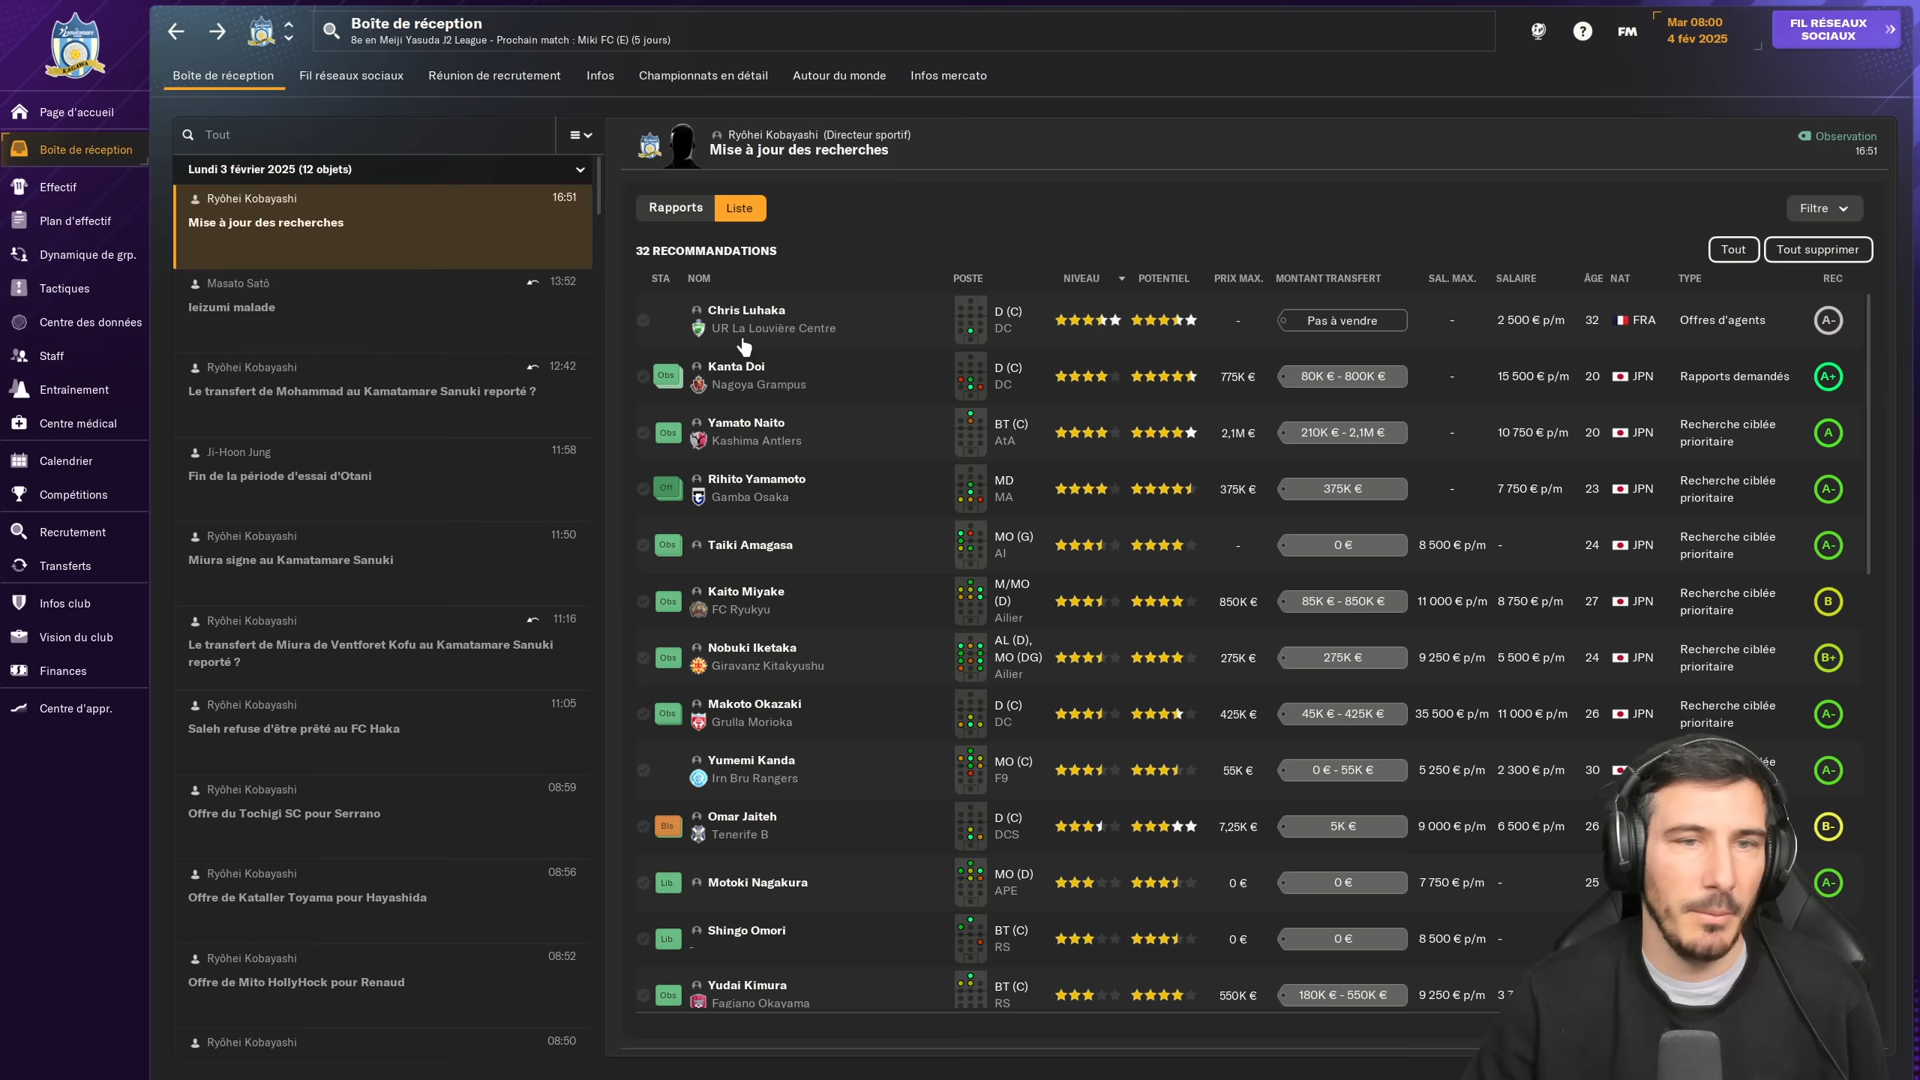 Boîte de réception
8e en Meiji Yasuda J2 League - Prochain match : Miki FC (E) (5 jours)
FM
Mar 08:00
4 fév 2025
FIL RÉSEAUX
SOCIAUX
Boîte de réception
Fil réseaux sociaux
Réunion de recrutement
Infos
Championnats en détail
Autour du monde
Infos mercato
KAGAWA
Page d'accueil
Boîte de réception
Effectif
Plan d'effectif
Dynamique de grp.
Tactiques
Centre des données
Staff
Entraînement
Centre médical
Calendrier
Compétitions
Recrutement
Transferts
Infos club
Vision du club
Finances
Centre d'appr.
Tout
Lundi 3 février 2025 (12 objets)
Ryôhei Kobayashi 16:51
Mise à jour des recherches
Masato Satô 13:52
Ieizumi malade
Ryôhei Kobayashi 12:42
Le transfert de Mohammad au Kamatamare Sanuki reporté ?
Ji-Hoon Jung 11:58
Fin de la période d'essai d'Otani
Ryôhei Kobayashi 11:50
Miura signe au Kamatamare Sanuki
Ryôhei Kobayashi 11:16
Le transfert de Miura de Ventforet Kofu au Kamatamare Sanuki
reporté ?
Ryôhei Kobayashi 11:05
Saleh refuse d'être prêté au FC Haka
Ryôhei Kobayashi 08:59
Offre du Tochigi SC pour Serrano
Ryôhei Kobayashi 08:56
Offre de Kataller Toyama pour Hayashida
Ryôhei Kobayashi 08:52
Offre de Mito HollyHock pour Renaud
Ryôhei Kobayashi 08:50
Ryôhei Kobayashi (Directeur sportif)
Mise à jour des recherches
Observation
16:51
Rapports Liste
Filtre
32 RECOMMANDATIONS
Tout Tout supprimer
STA NOM POSTE NIVEAU POTENTIEL PRIX MAX. MONTANT TRANSFERT SAL. MAX. SALAIRE ÂGE NAT TYPE REC
Chris Luhaka
UR La Louvière Centre
D (C)
DC
- Pas à vendre - 2 500 € p/m 32 FRA Offres d'agents A-
Obs Kanta Doi
Nagoya Grampus
D (C)
DC
775K € 80K € - 800K € - 15 500 € p/m 20 JPN Rapports demandés A+
Obs Yamato Naito
Kashima Antlers
BT (C)
AtA
2,1M € 210K € - 2,1M € - 10 750 € p/m 20 JPN Recherche ciblée
prioritaire A
Off Rihito Yamamoto
Gamba Osaka
MD
MA
375K € 375K € - 7 750 € p/m 23 JPN Recherche ciblée
prioritaire A-
Obs Taiki Amagasa
MO (G)
AI
- 0 € 8 500 € p/m - 24 JPN Recherche ciblée
prioritaire A-
Obs Kaito Miyake
FC Ryukyu
M/MO
(D)
Ailier
850K € 85K € - 850K € 11 000 € p/m 8 750 € p/m 27 JPN Recherche ciblée
prioritaire B
Obs Nobuki Iketaka
Giravanz Kitakyushu
AL (D),
MO (DG)
Ailier
275K € 275K € 9 250 € p/m 5 500 € p/m 24 JPN Recherche ciblée
prioritaire B+
Obs Makoto Okazaki
Grulla Morioka
D (C)
DC
425K € 45K € - 425K € 35 500 € p/m 11 000 € p/m 26 JPN Recherche ciblée
prioritaire A-
Yumemi Kanda
Irn Bru Rangers
MO (C)
F9
55K € 0 € - 55K € 5 250 € p/m 2 300 € p/m 30 A-
Bls Omar Jaiteh
Tenerife B
D (C)
DCS
7,25K € 5K € 9 000 € p/m 6 500 € p/m 26 B-
Lib. Motoki Nagakura
MO (D)
APE
0 € 0 € 7 750 € p/m - 25 A-
Lib. Shingo Omori
-
BT (C)
RS
0 € 0 € 8 500 € p/m -
Obs Yudai Kimura
Fagiano Okayama
BT (C)
RS
550K € 180K € - 550K € 9 250 € p/m 3